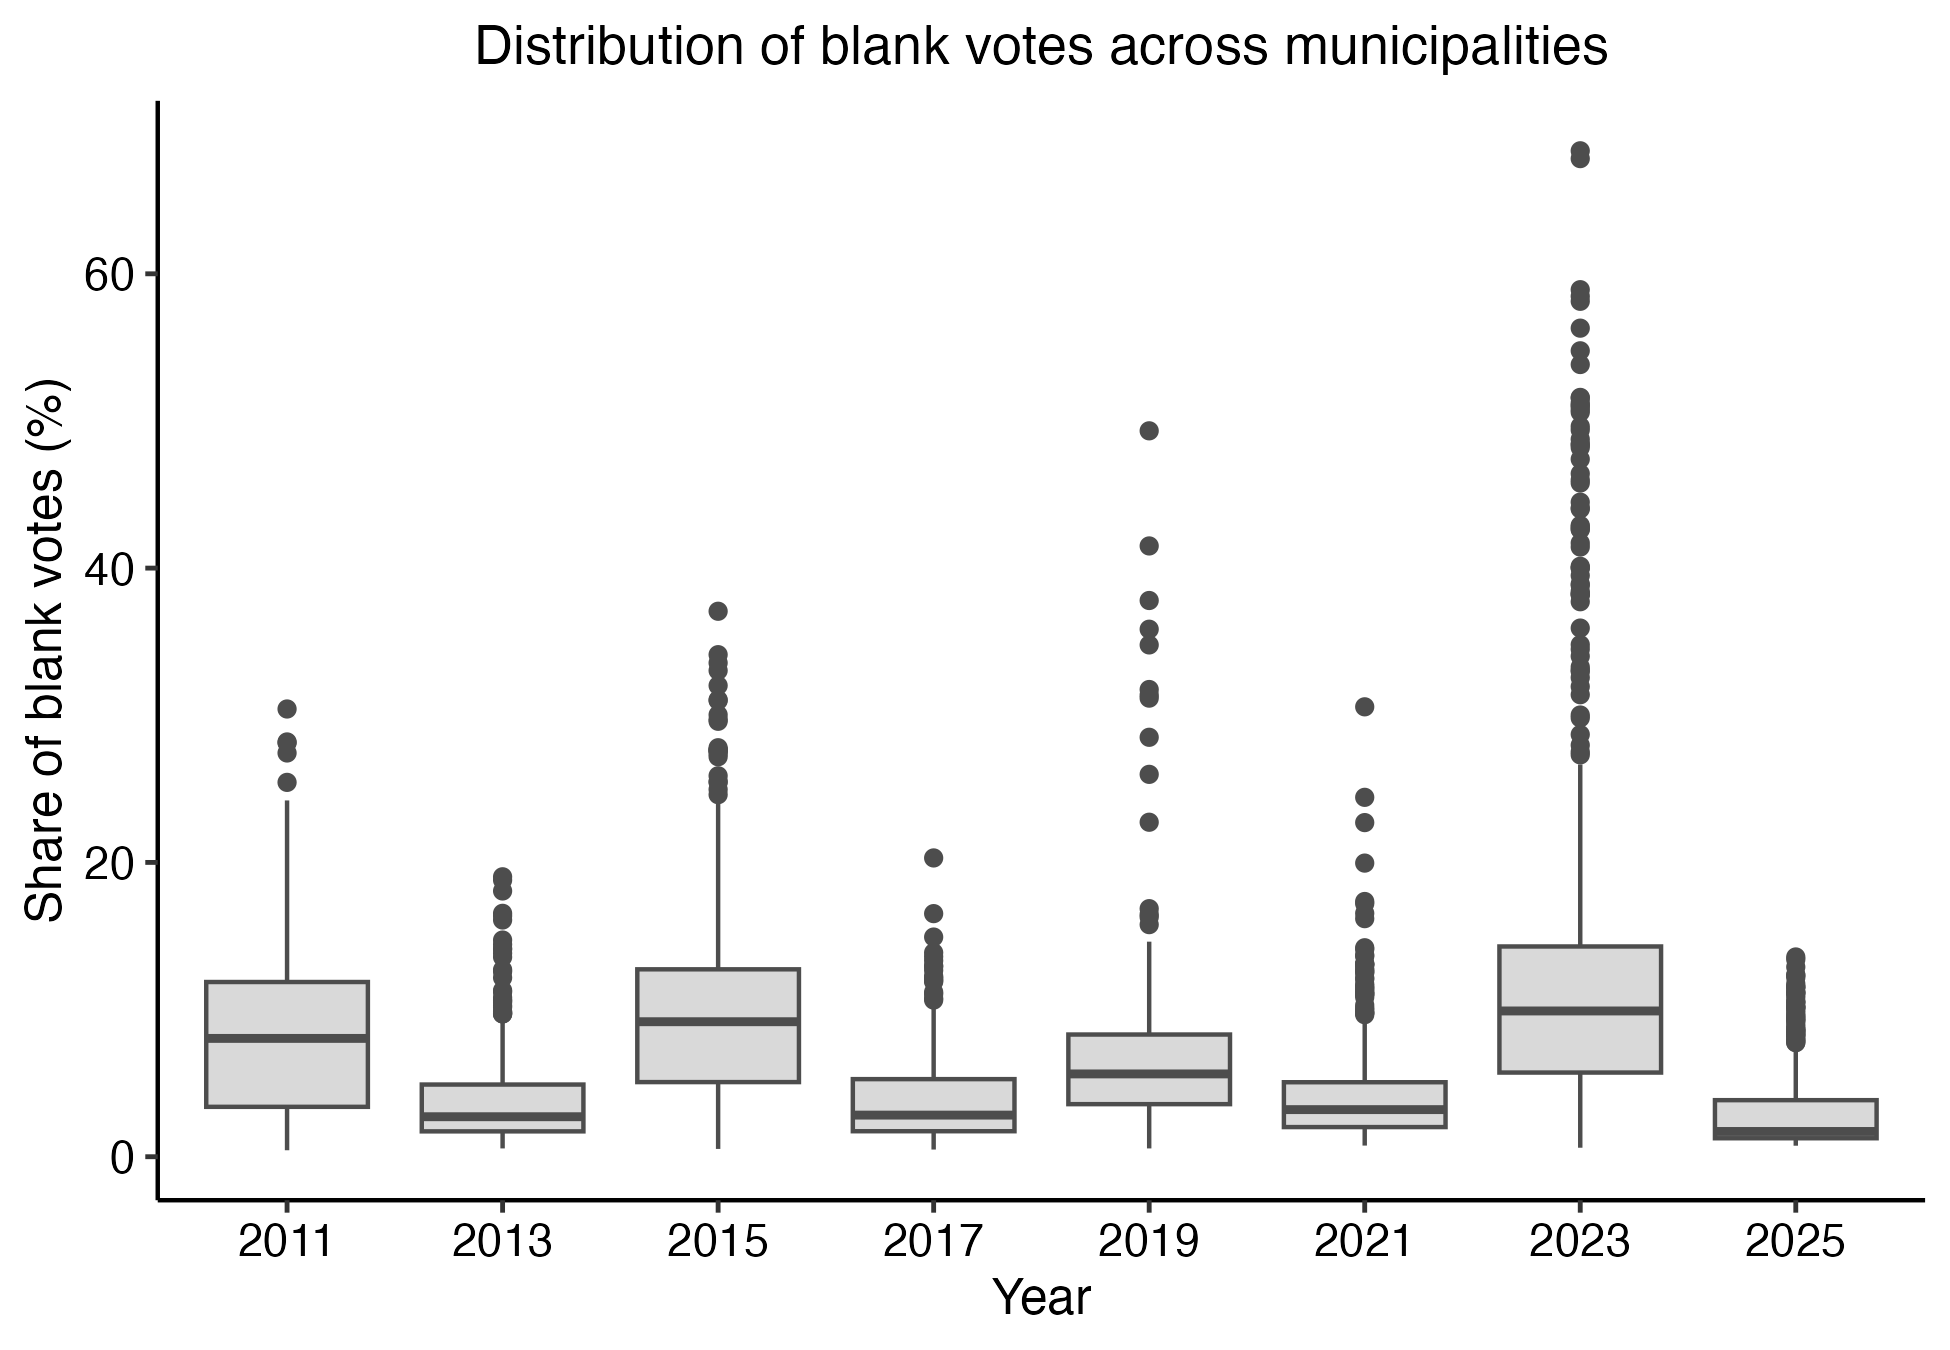 Distribution of blank votes across municipalities
Share of blank votes (%)
60
40
20
0
2011 2013 2015 2017 2019 2021 2023 2025
Year